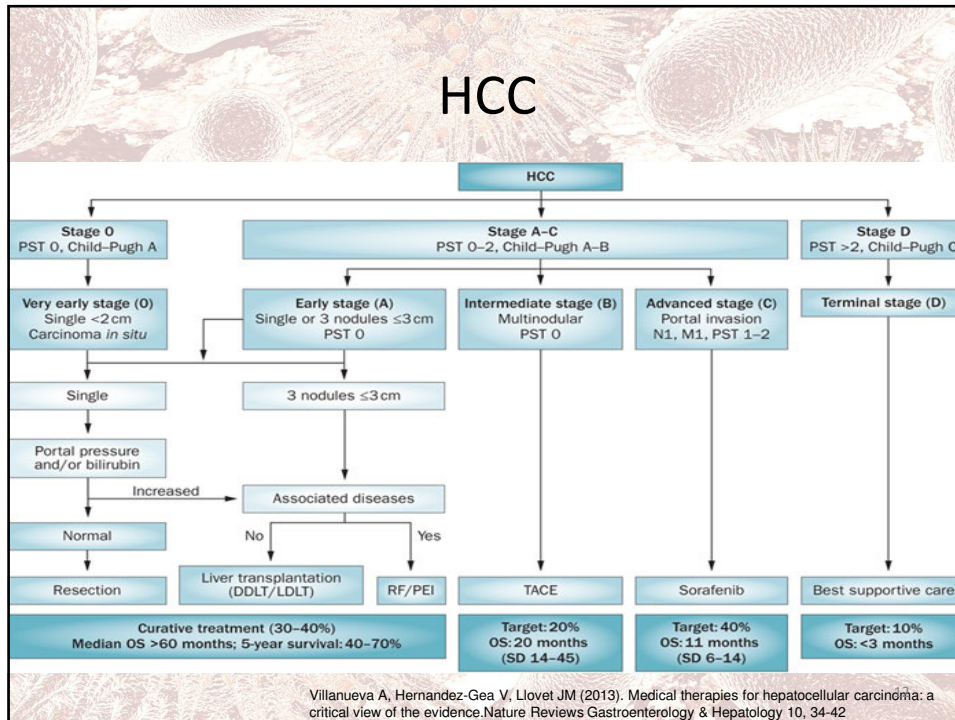 HCC
HCC
Stage 0
PST 0, Child–Pugh A
Stage A–C
PST 0–2, Child–Pugh A–B
Stage D
PST >2, Child–Pugh C
Very early stage (0)
Single <2 cm
Carcinoma in situ
Early stage (A)
Single or 3 nodules ≤3 cm
PST 0
Intermediate stage (B)
Multinodular
PST 0
Advanced stage (C)
Portal invasion
N1, M1, PST 1–2
Terminal stage (D)
Single
3 nodules ≤3 cm
Portal pressure
and/or bilirubin
Increased
Associated diseases
Normal
No
Yes
Resection
Liver transplantation
(DDLT/LDLT)
RF/PEI
TACE
Sorafenib
Best supportive care
Curative treatment (30–40%)
Median OS >60 months; 5-year survival: 40–70%
Target: 20%
OS: 20 months
(SD 14–45)
Target: 40%
OS: 11 months
(SD 6–14)
Target: 10%
OS: <3 months
Villanueva A, Hernandez-Gea V, Llovet JM (2013). Medical therapies for hepatocellular carcinoma: a
critical view of the evidence.Nature Reviews Gastroenterology & Hepatology 10, 34-42